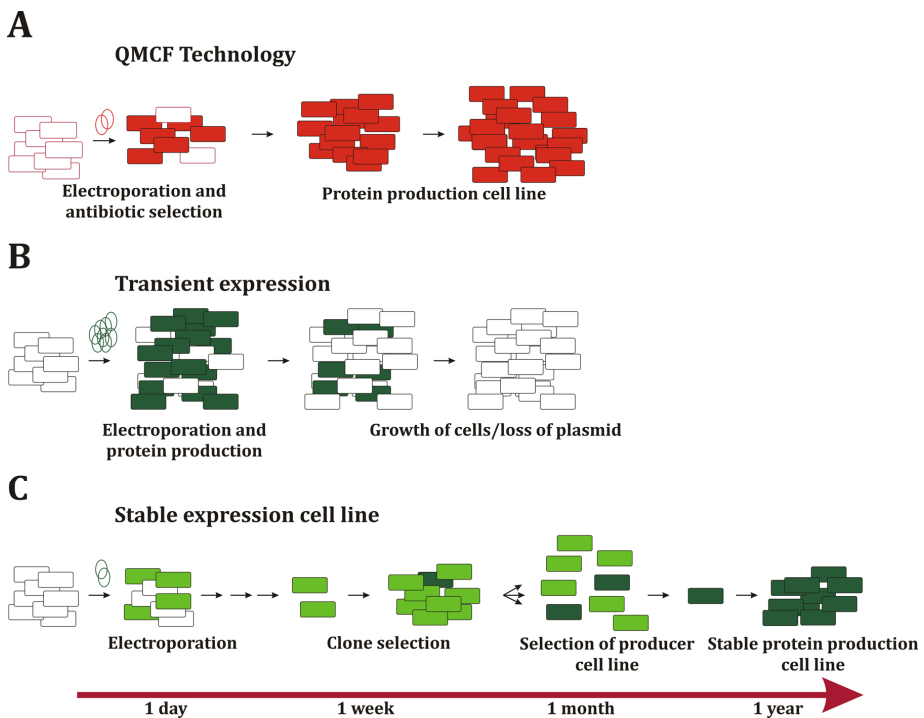 A
QMCF Technology
Electroporation and
antibiotic selection
Protein production cell line
B
Transient expression
Electroporation and
protein production
Growth of cells/loss of plasmid
C
Stable expression cell line
Electroporation
Clone selection
Selection of producer
cell line
Stable protein production
cell line
1 day
1 week
1 month
1 year